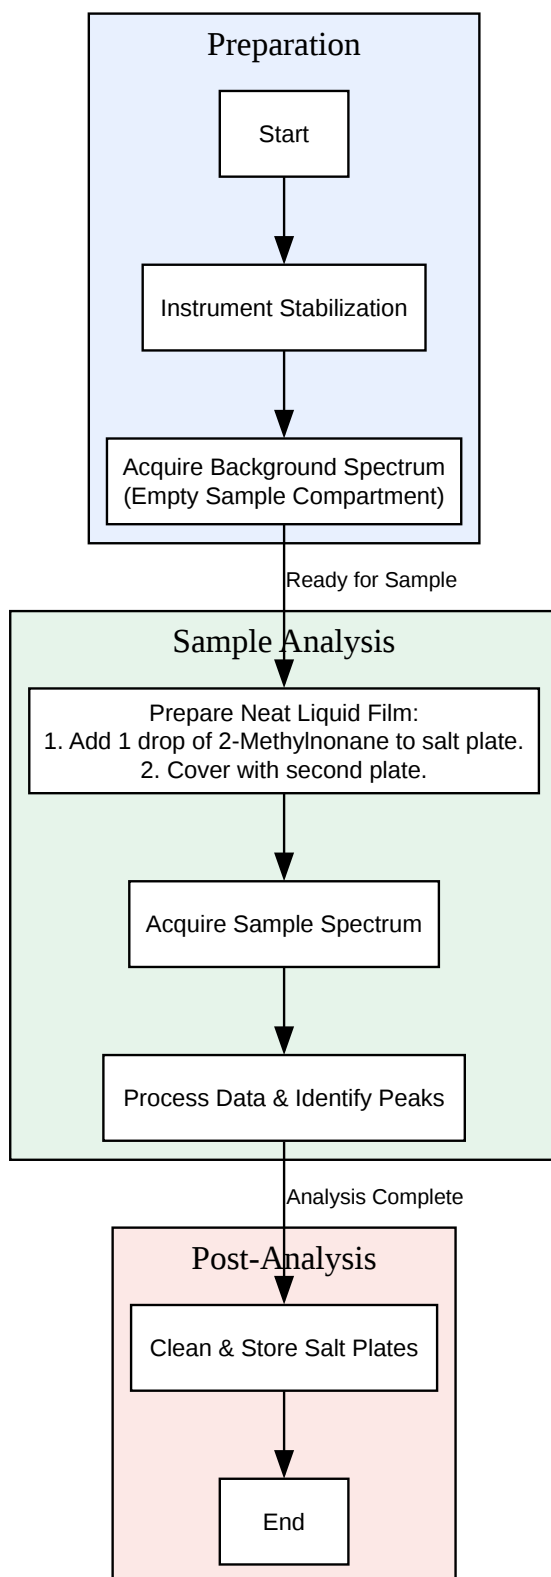 Preparation
Start
Instrument Stabilization
Acquire Background Spectrum
(Empty Sample Compartment)
Ready for Sample
Sample Analysis
Prepare Neat Liquid Film:
1. Add 1 drop of 2-Methylnonane to salt plate.
2. Cover with second plate.
Acquire Sample Spectrum
Process Data & Identify Peaks
Analysis Complete
Post-Analysis
Clean & Store Salt Plates
End